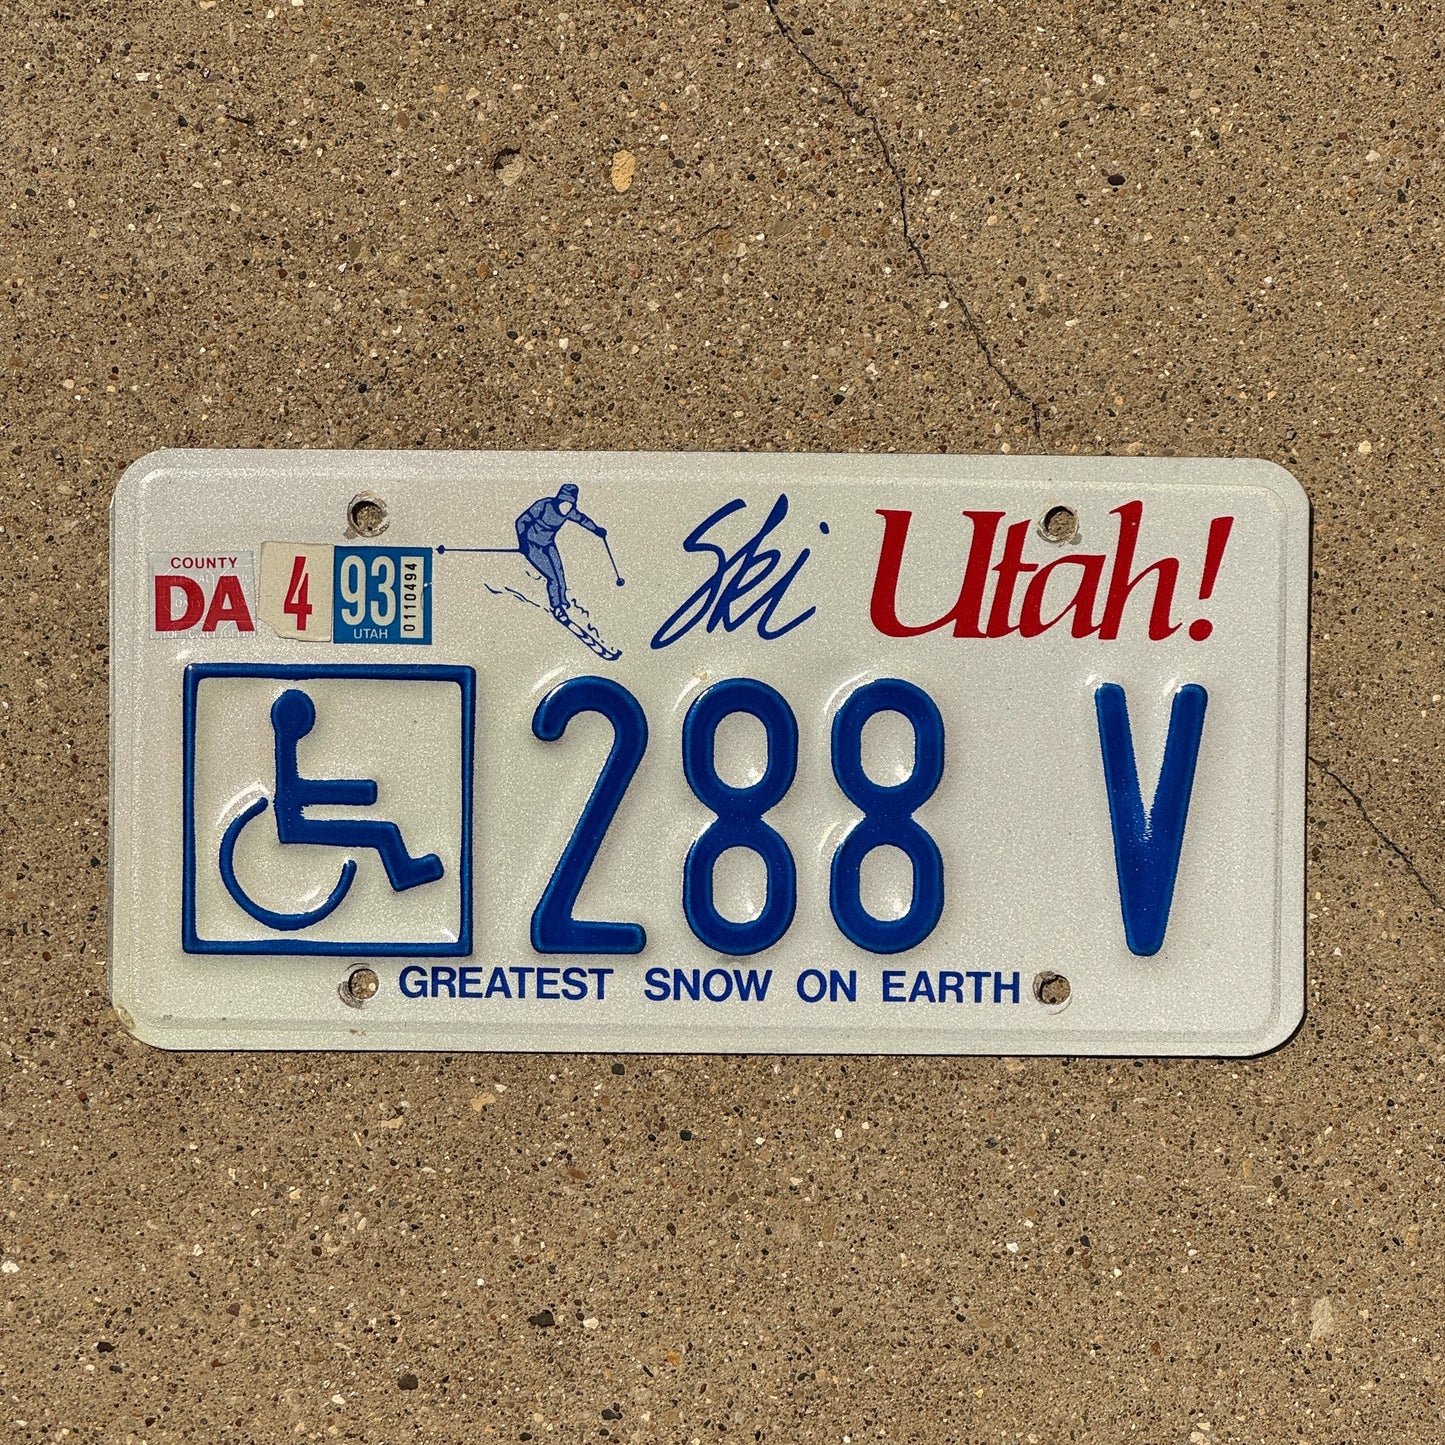 Ski Utah!
COUNTY
DA
4
93
UTAH
0110494
288 V
GREATEST SNOW ON EARTH